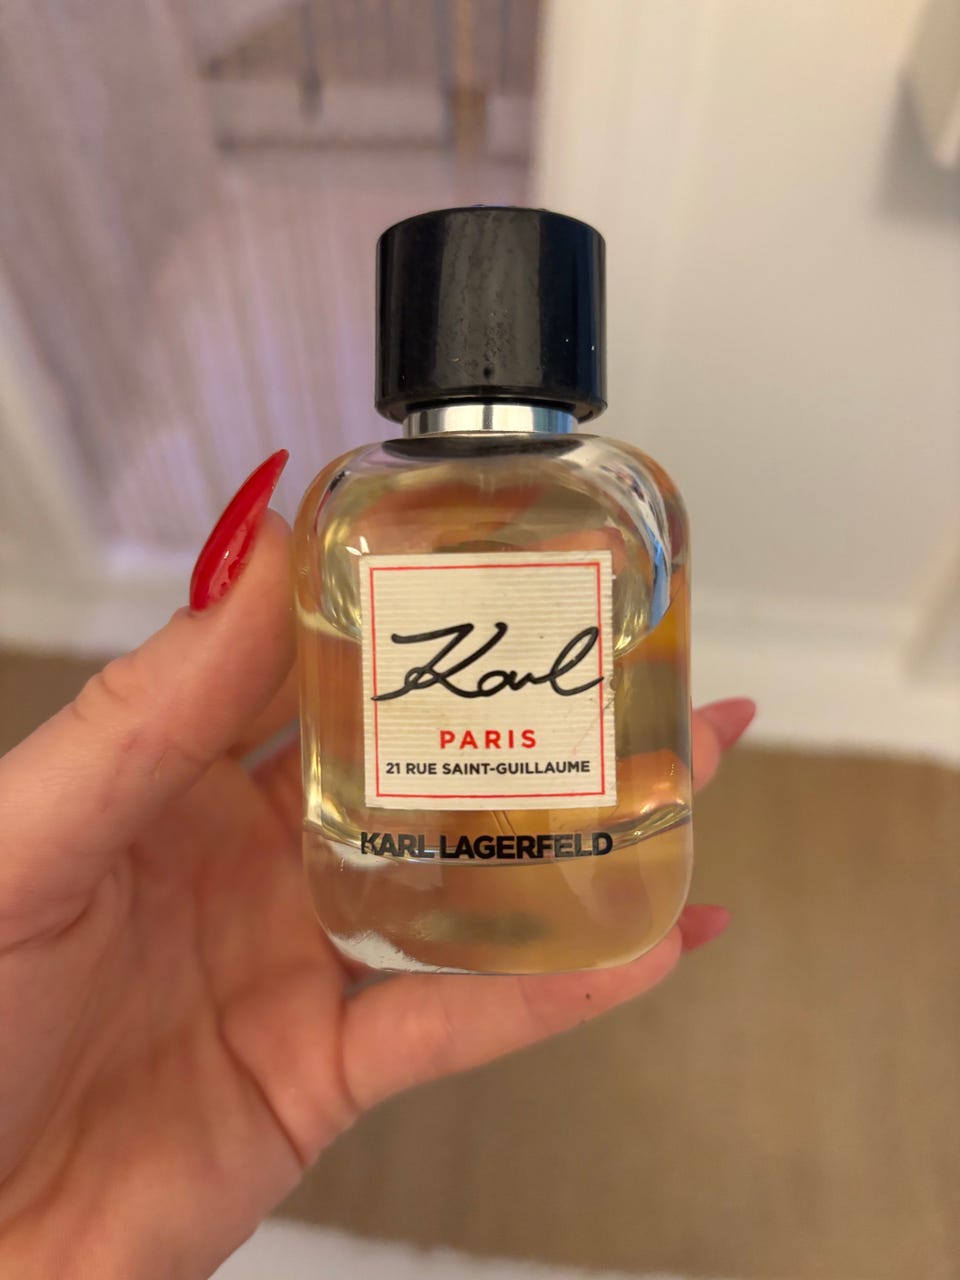 Karl
PARIS
21 RUE SAINT-GUILLAUME
KARL LAGERFELD